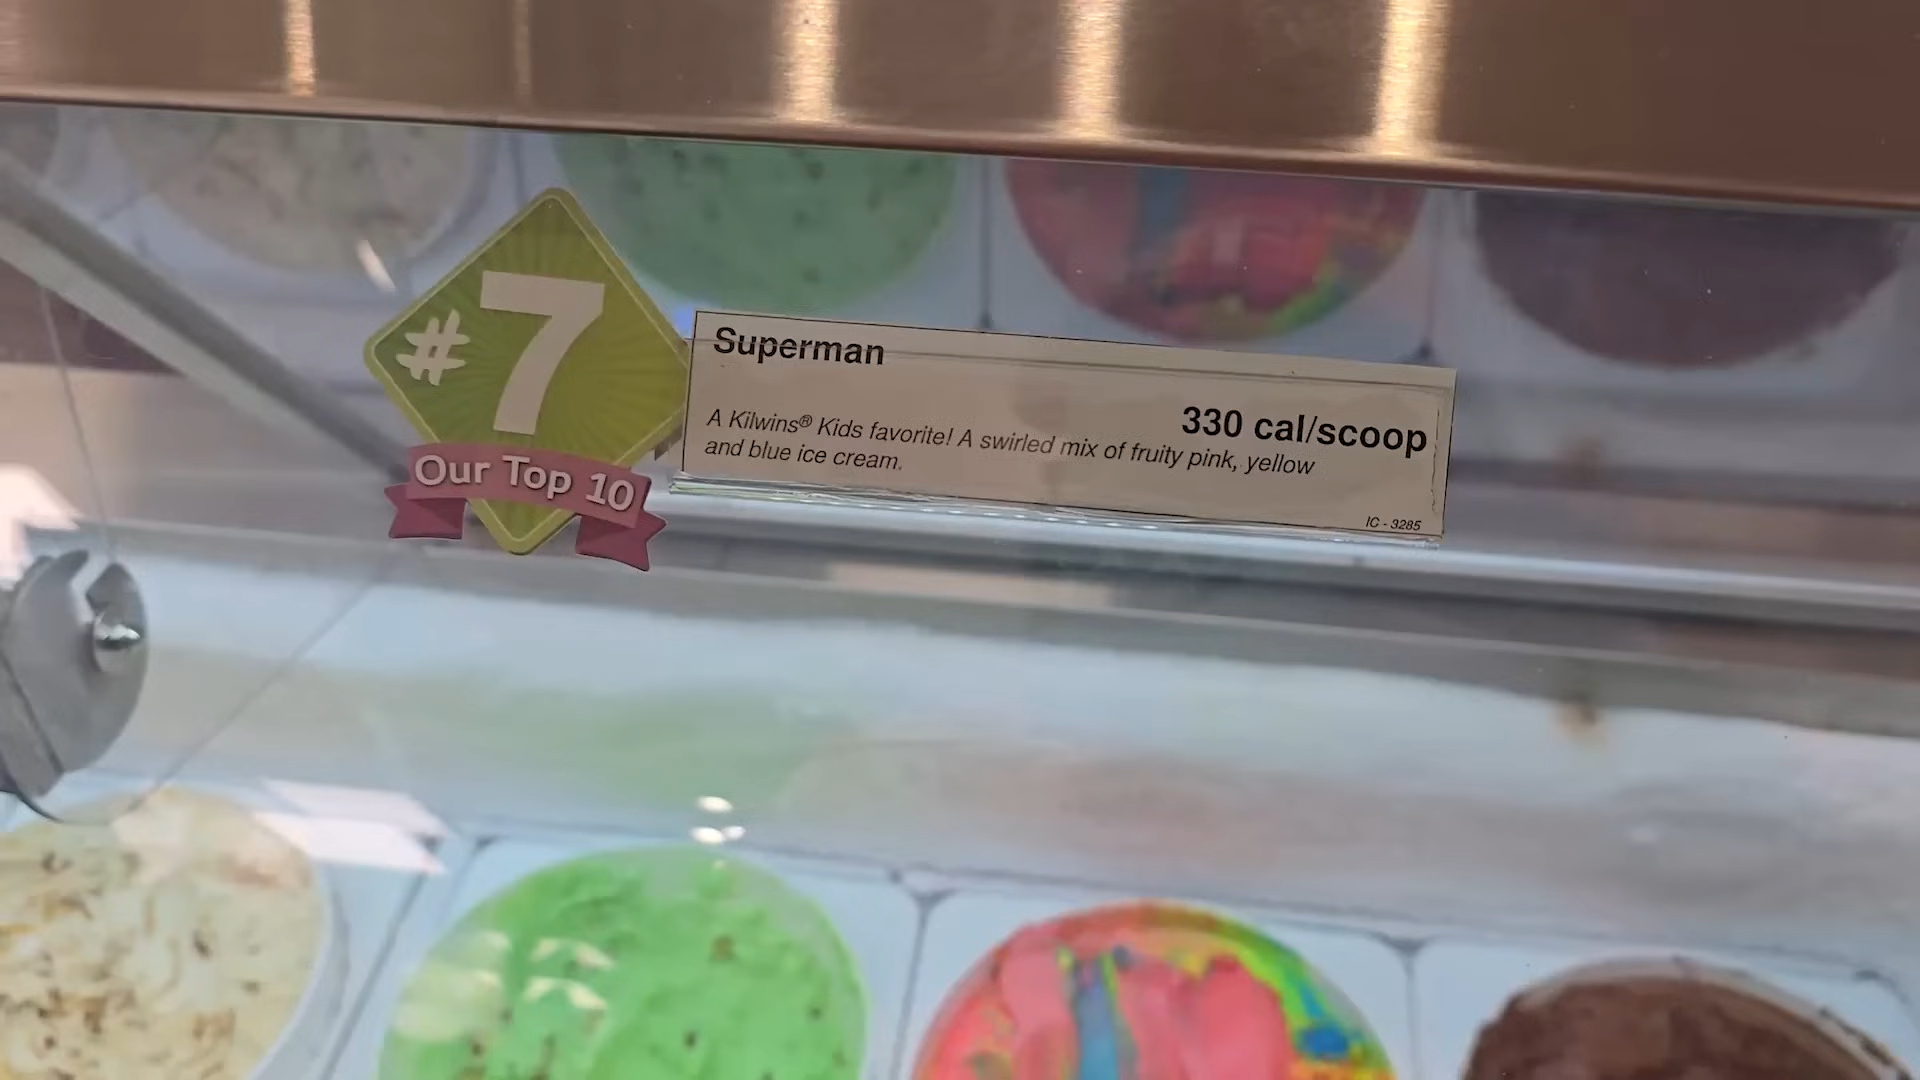 #7
Our Top 10
Superman
330 cal/scoop
A Kilwins® Kids favorite! A swirled mix of fruity pink, yellow
and blue ice cream.
IC - 3285